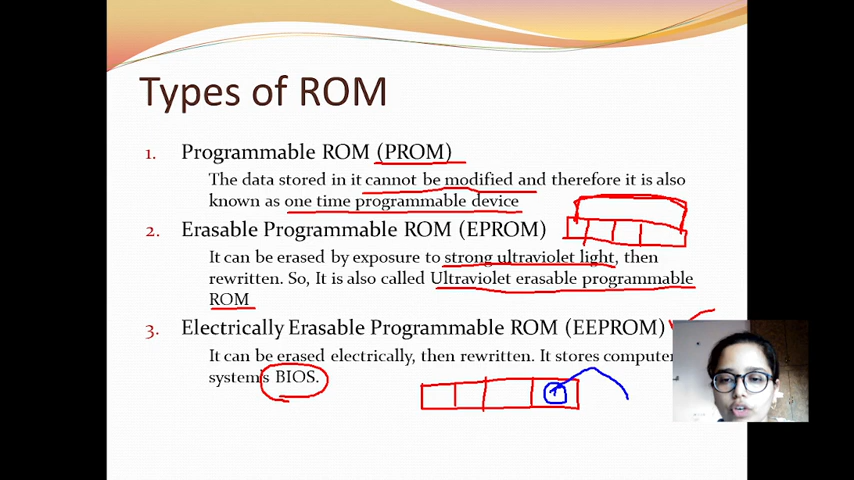 Types of ROM
1. Programmable ROM (PROM)
The data stored in it cannot be modified and therefore it is also
known as one time programmable device
2. Erasable Programmable ROM (EPROM)
It can be erased by exposure to strong ultraviolet light, then
rewritten. So, It is also called Ultraviolet erasable programmable
ROM
3. Electrically Erasable Programmable ROM (EEPROM)
It can be erased electrically, then rewritten. It stores computer
system's BIOS.